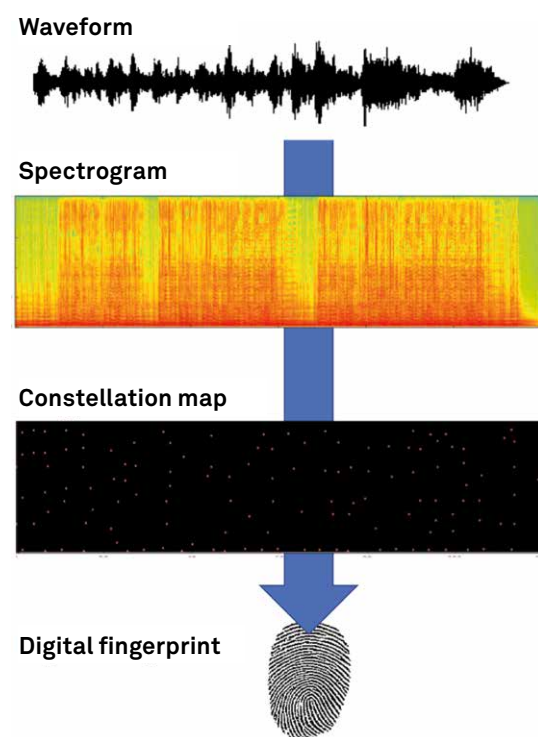 Waveform
Spectrogram
Constellation map
Digital fingerprint